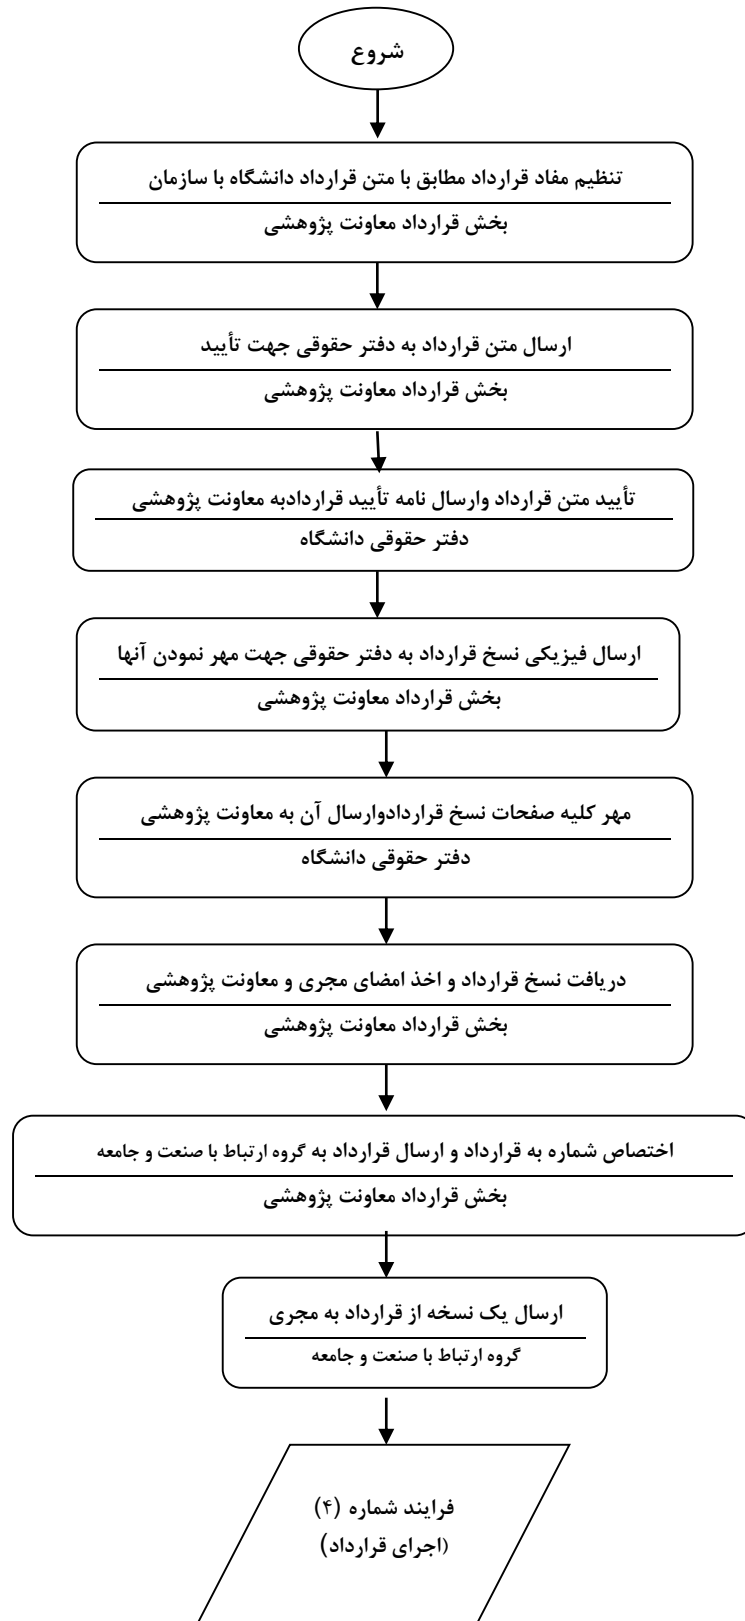 شروع
تنظیم مفاد قرارداد مطابق با متن قرارداد دانشگاه با سازمان
بخش قرارداد معاونت پژوهشی
ارسال متن قرارداد به دفتر حقوقی جهت تأیید
بخش قرارداد معاونت پژوهشی
تأیید متن قرارداد وارسال نامه تأیید قراردادبه معاونت پژوهشی
دفتر حقوقی دانشگاه
ارسال فیزیکی نسخ قرارداد به دفتر حقوقی جهت مهر نمودن آنها
بخش قرارداد معاونت پژوهشی
مهر کلیه صفحات نسخ قراردادوارسال آن به معاونت پژوهشی
دفتر حقوقی دانشگاه
دریافت نسخ قرارداد و اخذ امضای مجری و معاونت پژوهشی
بخش قرارداد معاونت پژوهشی
اختصاص شماره به قرارداد و ارسال قرارداد به گروه ارتباط با صنعت و جامعه
بخش قرارداد معاونت پژوهشی
ارسال یک نسخه از قرارداد به مجری
گروه ارتباط با صنعت و جامعه
فرایند شماره (۴)
(اجرای قرارداد)